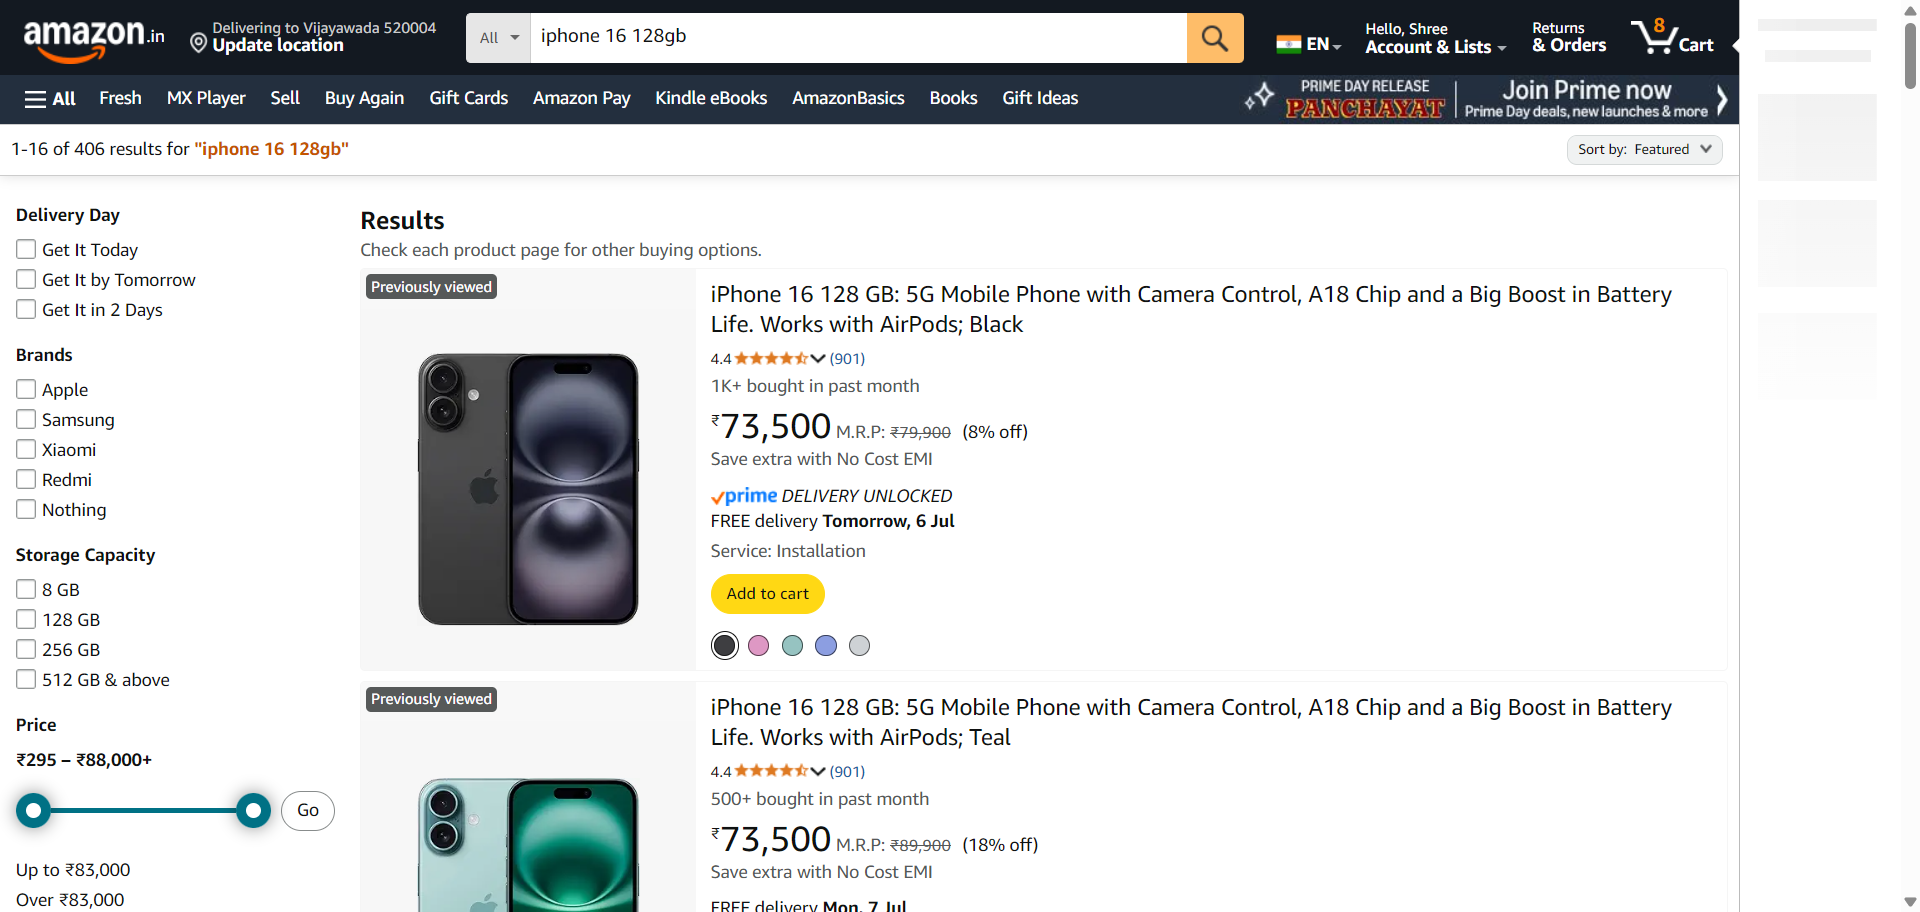 amazon.in
Delivering to Vijayawada 520004
Update location
All
iphone 16 128gb
EN
Hello, Shree
Account & Lists
Returns
& Orders
8
Cart
All
Fresh
MX Player
Sell
Buy Again
Gift Cards
Amazon Pay
Kindle eBooks
AmazonBasics
Books
Gift Ideas
PRIME DAY RELEASE
PANCHAYAT
Join Prime now
Prime Day deals, new launches & more
1-16 of 406 results for "iphone 16 128gb"
Sort by: Featured
Delivery Day
Get It Today
Get It by Tomorrow
Get It in 2 Days
Brands
Apple
Samsung
Xiaomi
Redmi
Nothing
Storage Capacity
8 GB
128 GB
256 GB
512 GB & above
Price
₹295 – ₹88,000+
Go
Up to ₹83,000
Over ₹83,000
Results
Check each product page for other buying options.
Previously viewed
iPhone 16 128 GB: 5G Mobile Phone with Camera Control, A18 Chip and a Big Boost in Battery
Life. Works with AirPods; Black
4.4 (901)
1K+ bought in past month
₹73,500 M.R.P: ₹79,900 (8% off)
Save extra with No Cost EMI
prime DELIVERY UNLOCKED
FREE delivery Tomorrow, 6 Jul
Service: Installation
Add to cart
Previously viewed
iPhone 16 128 GB: 5G Mobile Phone with Camera Control, A18 Chip and a Big Boost in Battery
Life. Works with AirPods; Teal
4.4 (901)
500+ bought in past month
₹73,500 M.R.P: ₹89,900 (18% off)
Save extra with No Cost EMI
FREE delivery Mon, 7 Jul